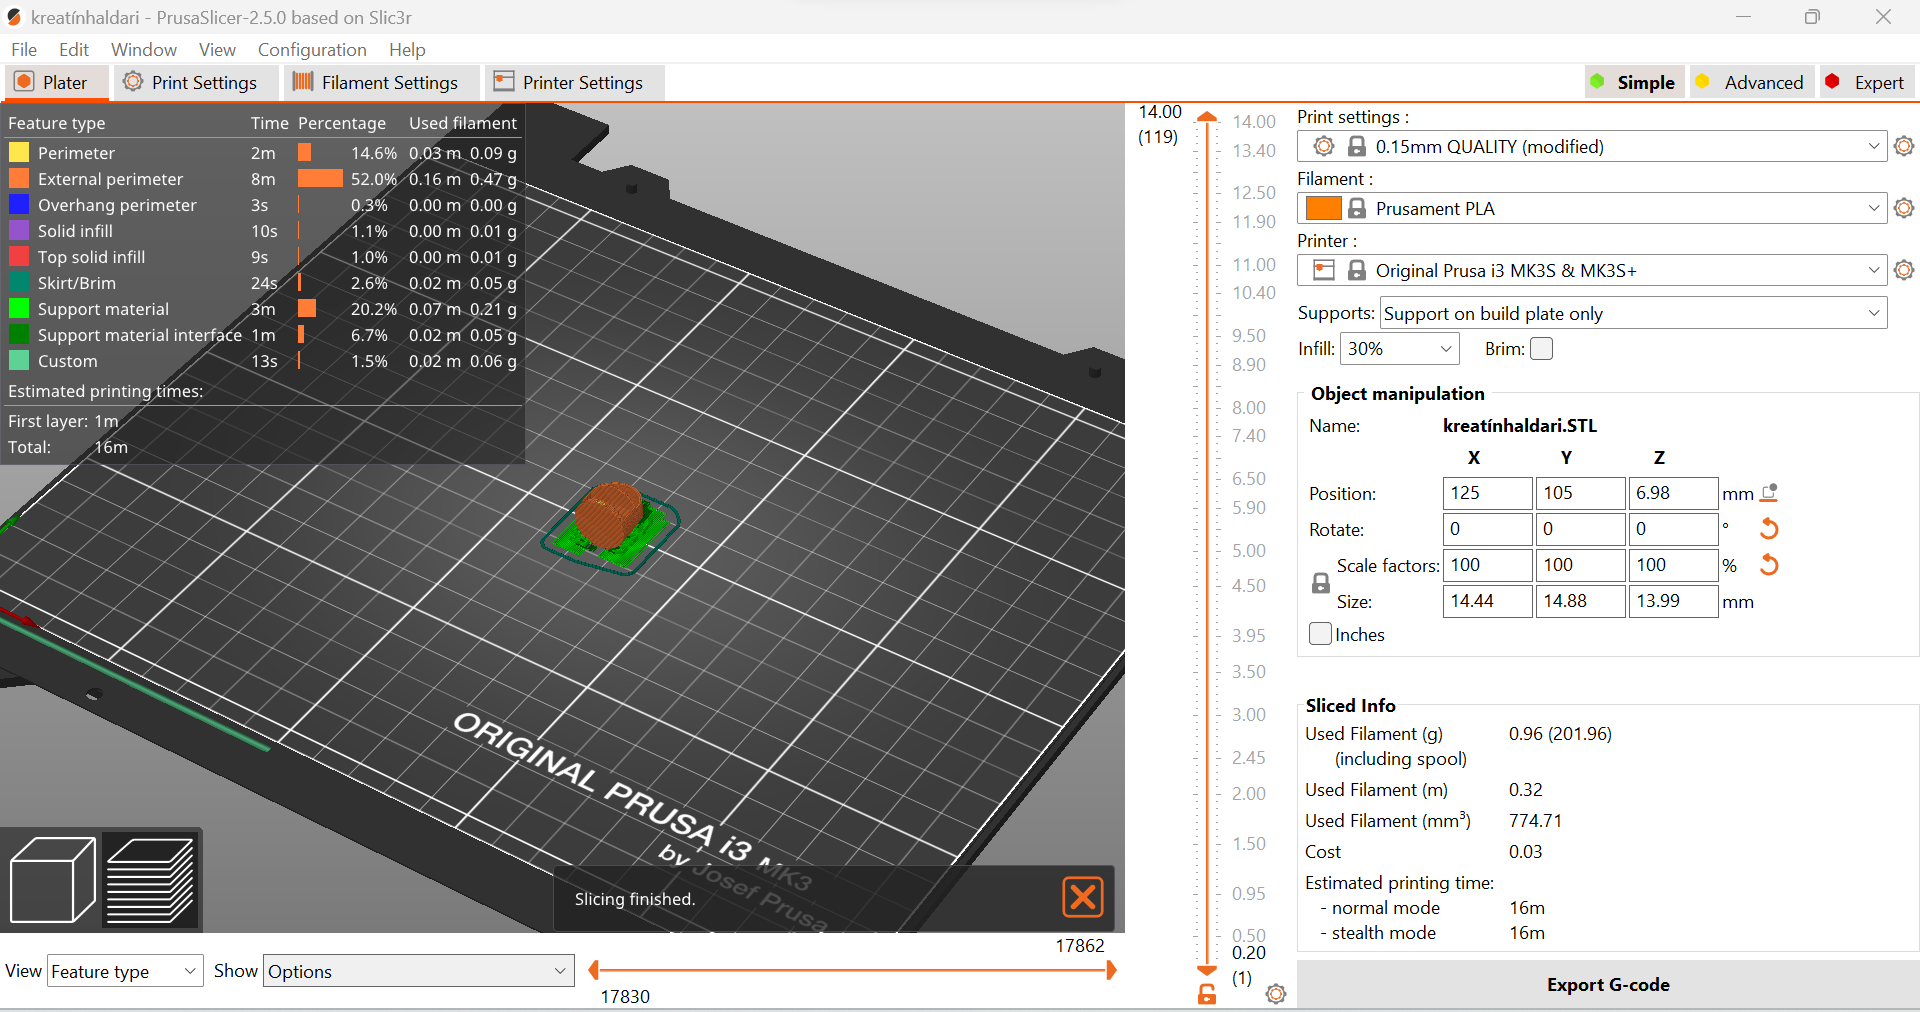 kreatínhaldari - PrusaSlicer-2.5.0 based on Slic3r
File Edit Window View Configuration Help
Plater Print Settings Filament Settings Printer Settings Simple Advanced Expert
Feature type Time Percentage Used filament
Perimeter 2m 14.6% 0.03 m 0.09 g
External perimeter 8m 52.0% 0.16 m 0.47 g
Overhang perimeter 3s 0.3% 0.00 m 0.00 g
Solid infill 10s 1.1% 0.00 m 0.01 g
Top solid infill 9s 1.0% 0.00 m 0.01 g
Skirt/Brim 24s 2.6% 0.02 m 0.05 g
Support material 3m 20.2% 0.07 m 0.21 g
Support material interface 1m 6.7% 0.02 m 0.05 g
Custom 13s 1.5% 0.02 m 0.06 g
Estimated printing times:
First layer: 1m
Total: 16m
ORIGINAL PRUSA i3 MK3
by Josef Prusa
Slicing finished.
View Feature type Show Options
17862
17830
14.00
(119)
14.00
13.40
12.50
11.90
11.00
10.40
9.50
8.90
8.00
7.40
6.50
5.90
5.00
4.50
3.95
3.50
3.00
2.45
2.00
1.50
0.95
0.50
0.20
(1)
Print settings :
0.15mm QUALITY (modified)
Filament :
Prusament PLA
Printer :
Original Prusa i3 MK3S & MK3S+
Supports: Support on build plate only
Infill: 30% Brim:
Object manipulation
Name: kreatínhaldari.STL
X Y Z
Position: 125 105 6.98 mm
Rotate: 0 0 0 °
Scale factors: 100 100 100 %
Size: 14.44 14.88 13.99 mm
Inches
Sliced Info
Used Filament (g) 0.96 (201.96)
(including spool)
Used Filament (m) 0.32
Used Filament (mm³) 774.71
Cost 0.03
Estimated printing time:
- normal mode 16m
- stealth mode 16m
Export G-code